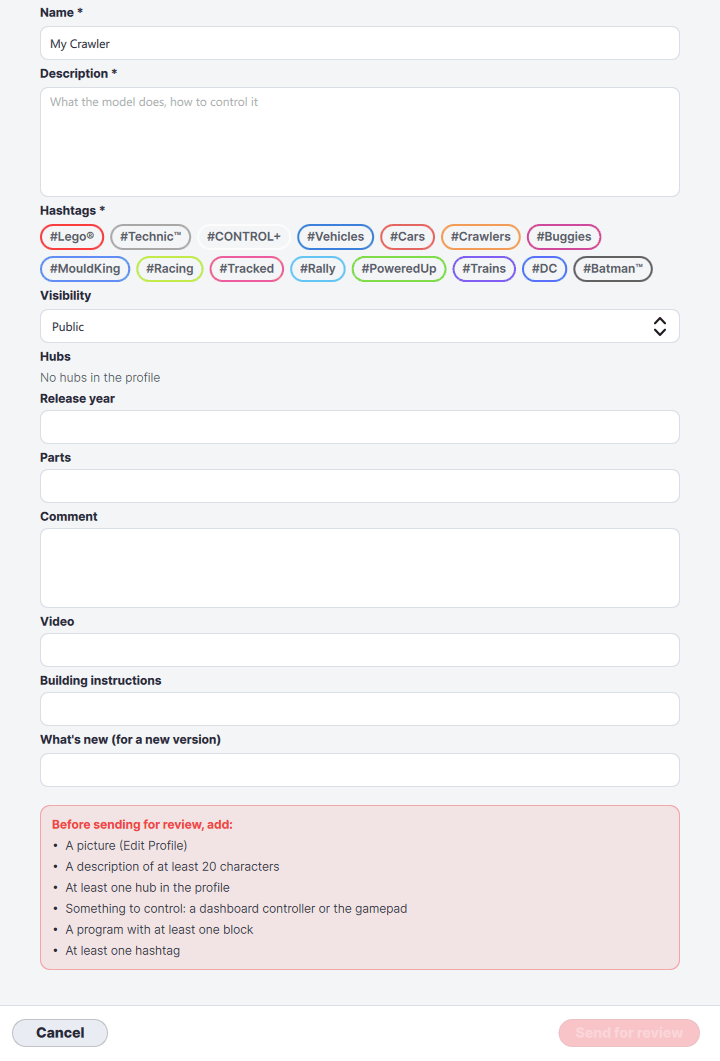 Name *
My Crawler
Description *
What the model does, how to control it
Hashtags *
#Lego® #Technic™ #CONTROL+ #Vehicles #Cars #Crawlers #Buggies
#MouldKing #Racing #Tracked #Rally #PoweredUp #Trains #DC #Batman™
Visibility
Public
Hubs
No hubs in the profile
Release year
Parts
Comment
Video
Building instructions
What's new (for a new version)
Before sending for review, add:
• A picture (Edit Profile)
• A description of at least 20 characters
• At least one hub in the profile
• Something to control: a dashboard controller or the gamepad
• A program with at least one block
• At least one hashtag
Cancel Send for review